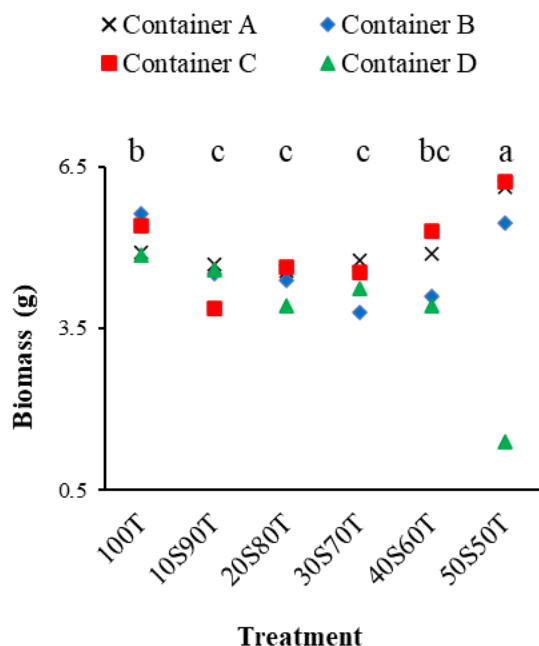 Container A Container B
Container C Container D
b c c c bc a
6.5
3.5
0.5
Biomass (g)
100T 10S90T 20S80T 30S70T 40S60T 50S50T
Treatment